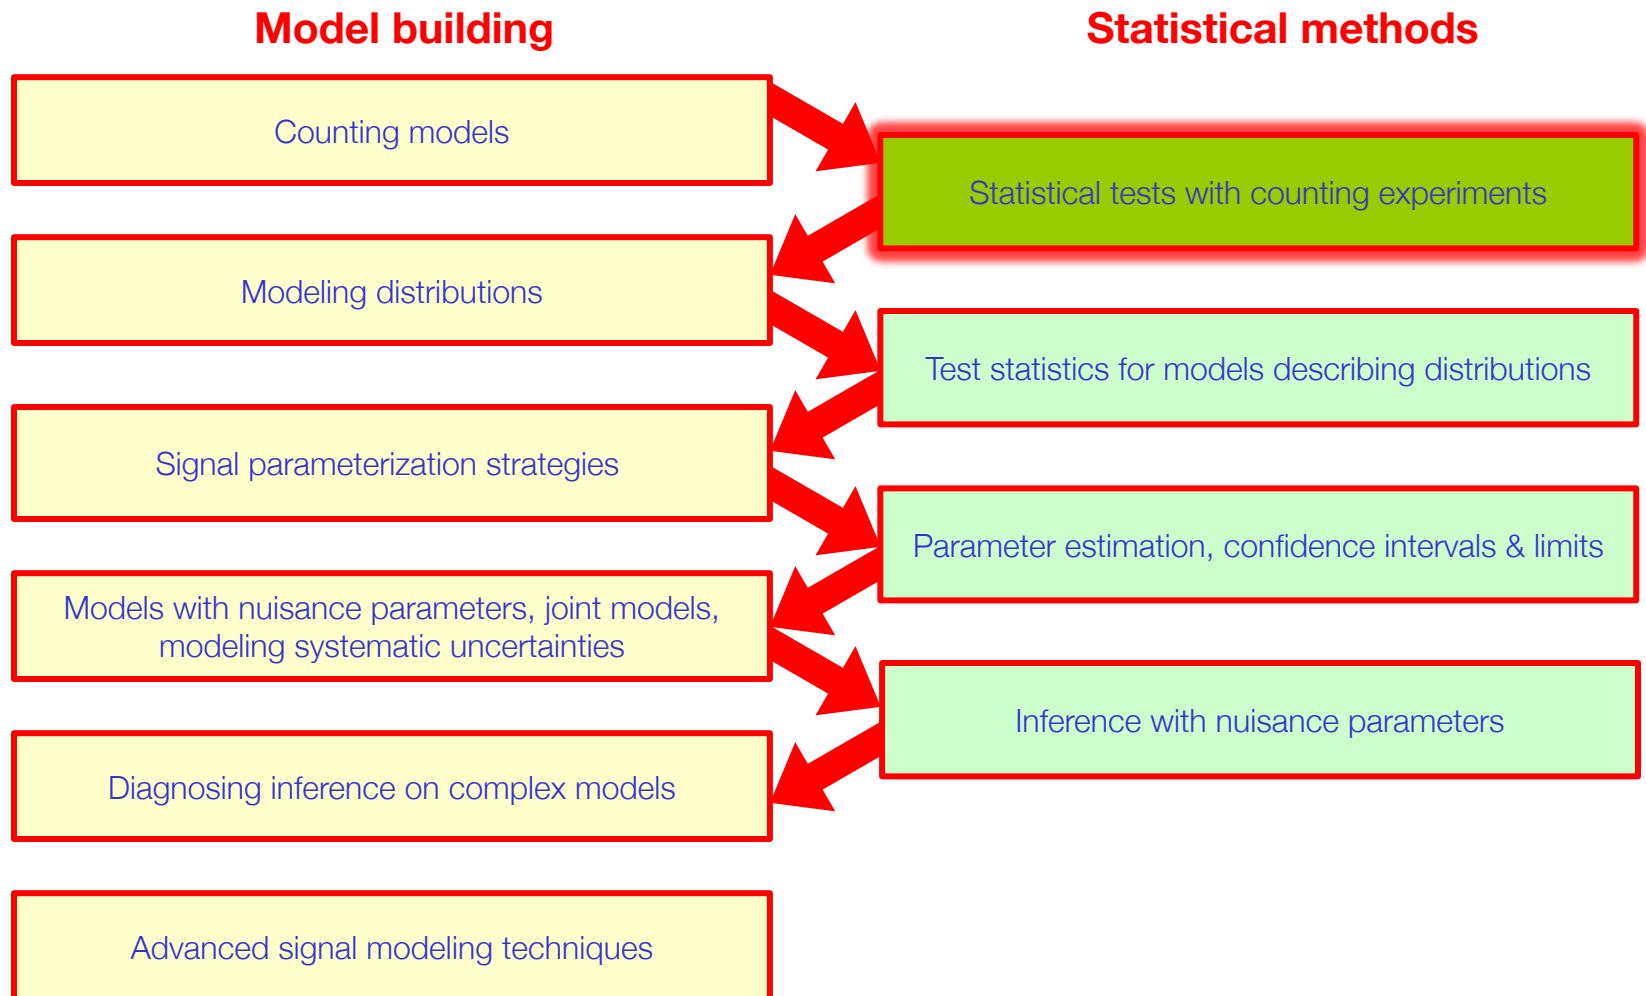 Model building
Statistical methods
Counting models
Statistical tests with counting experiments
Modeling distributions
Test statistics for models describing distributions
Signal parameterization strategies
Parameter estimation, confidence intervals & limits
Models with nuisance parameters, joint models,
modeling systematic uncertainties
Inference with nuisance parameters
Diagnosing inference on complex models
Advanced signal modeling techniques